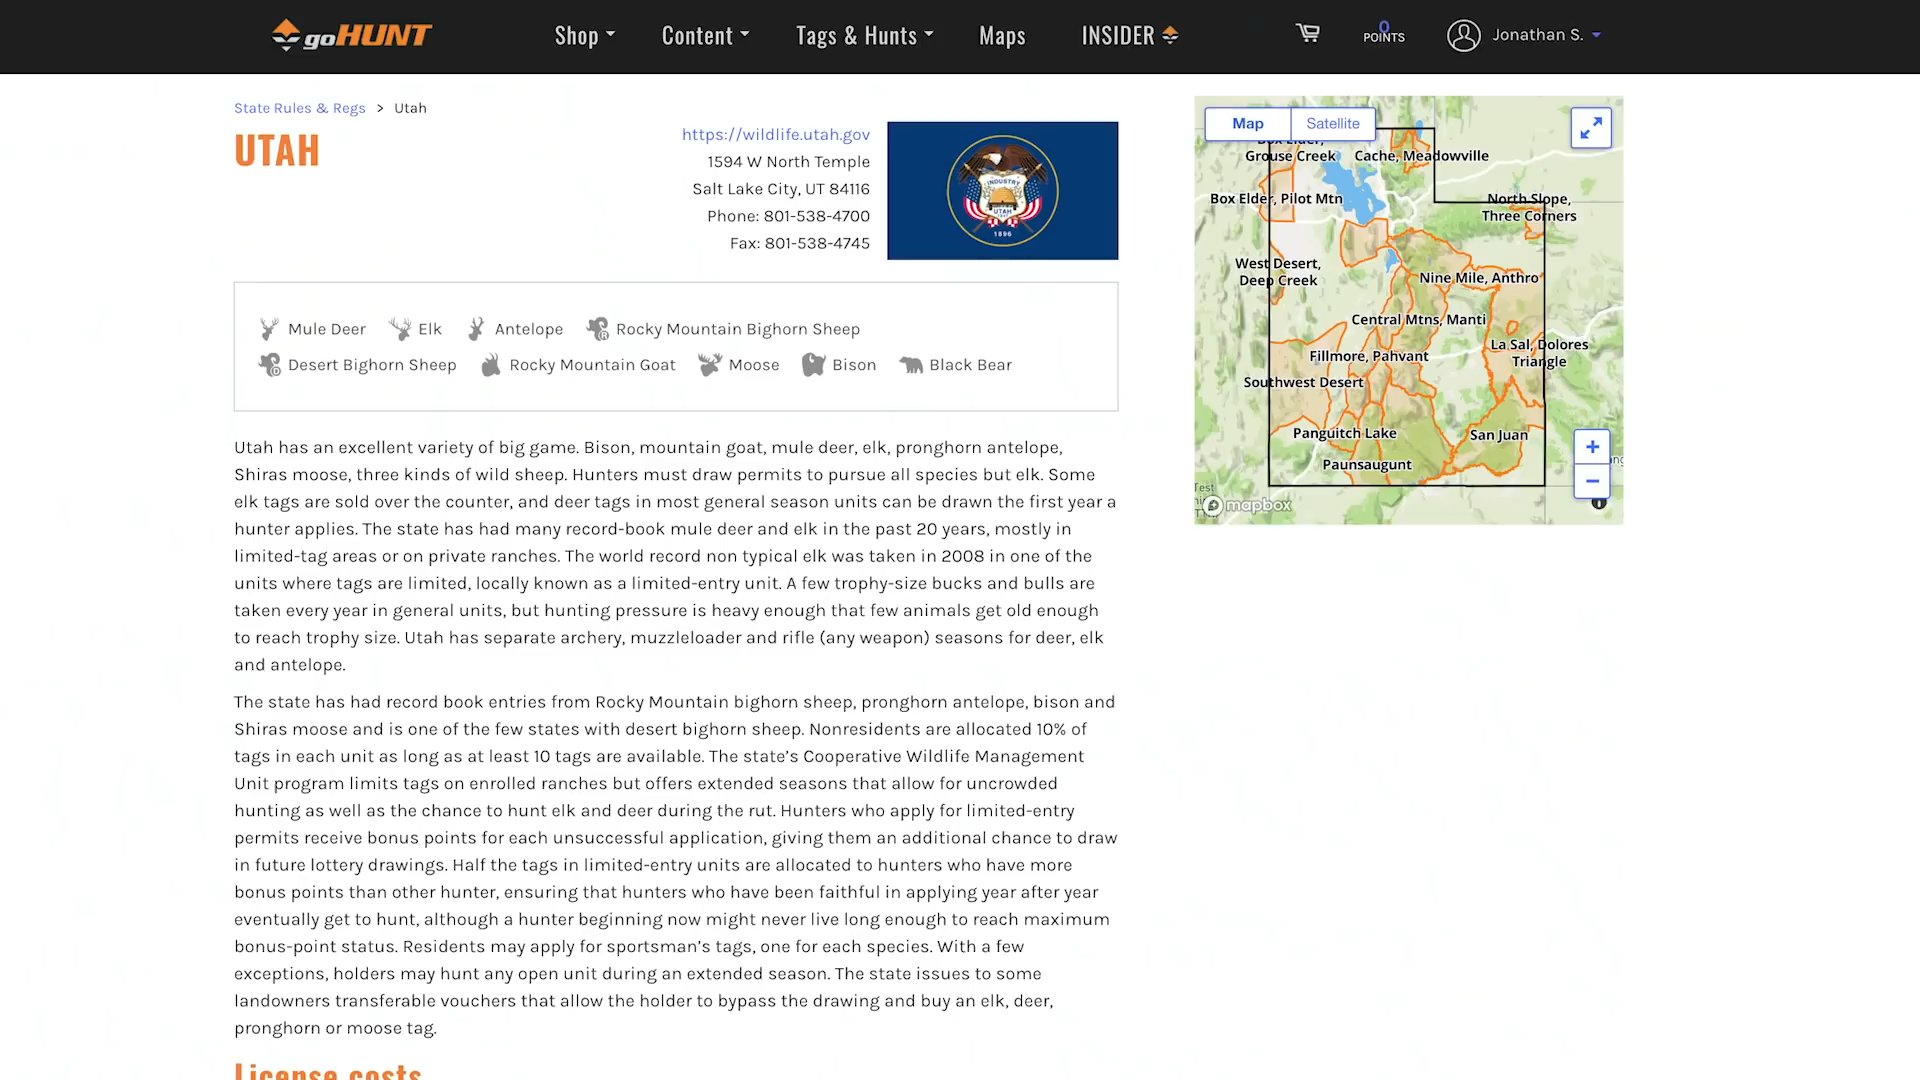 goHUNT
Shop
Content
Tags & Hunts
Maps
INSIDER
0
POINTS
Jonathan S.
State Rules & Regs > Utah
UTAH
https://wildlife.utah.gov
1594 W North Temple
Salt Lake City, UT 84116
Phone: 801-538-4700
Fax: 801-538-4745
INDUSTRY
UTAH
1896
Mule Deer Elk Antelope Rocky Mountain Bighorn Sheep
Desert Bighorn Sheep Rocky Mountain Goat Moose Bison Black Bear
Utah has an excellent variety of big game. Bison, mountain goat, mule deer, elk, pronghorn antelope,
Shiras moose, three kinds of wild sheep. Hunters must draw permits to pursue all species but elk. Some
elk tags are sold over the counter, and deer tags in most general season units can be drawn the first year a
hunter applies. The state has had many record-book mule deer and elk in the past 20 years, mostly in
limited-tag areas or on private ranches. The world record non typical elk was taken in 2008 in one of the
units where tags are limited, locally known as a limited-entry unit. A few trophy-size bucks and bulls are
taken every year in general units, but hunting pressure is heavy enough that few animals get old enough
to reach trophy size. Utah has separate archery, muzzleloader and rifle (any weapon) seasons for deer, elk
and antelope.
The state has had record book entries from Rocky Mountain bighorn sheep, pronghorn antelope, bison and
Shiras moose and is one of the few states with desert bighorn sheep. Nonresidents are allocated 10% of
tags in each unit as long as at least 10 tags are available. The state's Cooperative Wildlife Management
Unit program limits tags on enrolled ranches but offers extended seasons that allow for uncrowded
hunting as well as the chance to hunt elk and deer during the rut. Hunters who apply for limited-entry
permits receive bonus points for each unsuccessful application, giving them an additional chance to draw
in future lottery drawings. Half the tags in limited-entry units are allocated to hunters who have more
bonus points than other hunter, ensuring that hunters who have been faithful in applying year after year
eventually get to hunt, although a hunter beginning now might never live long enough to reach maximum
bonus-point status. Residents may apply for sportsman's tags, one for each species. With a few
exceptions, holders may hunt any open unit during an extended season. The state issues to some
landowners transferable vouchers that allow the holder to bypass the drawing and buy an elk, deer,
pronghorn or moose tag.
License costs
Map
Satellite
Box Elder,
Grouse Creek
Cache, Meadowville
Box Elder, Pilot Mtn
North Slope,
Three Corners
West Desert,
Deep Creek
Nine Mile, Anthro
Central Mtns, Manti
La Sal, Dolores
Triangle
Fillmore, Pahvant
Southwest Desert
Panguitch Lake
San Juan
Paunsaugunt
+
−
Test
mapbox